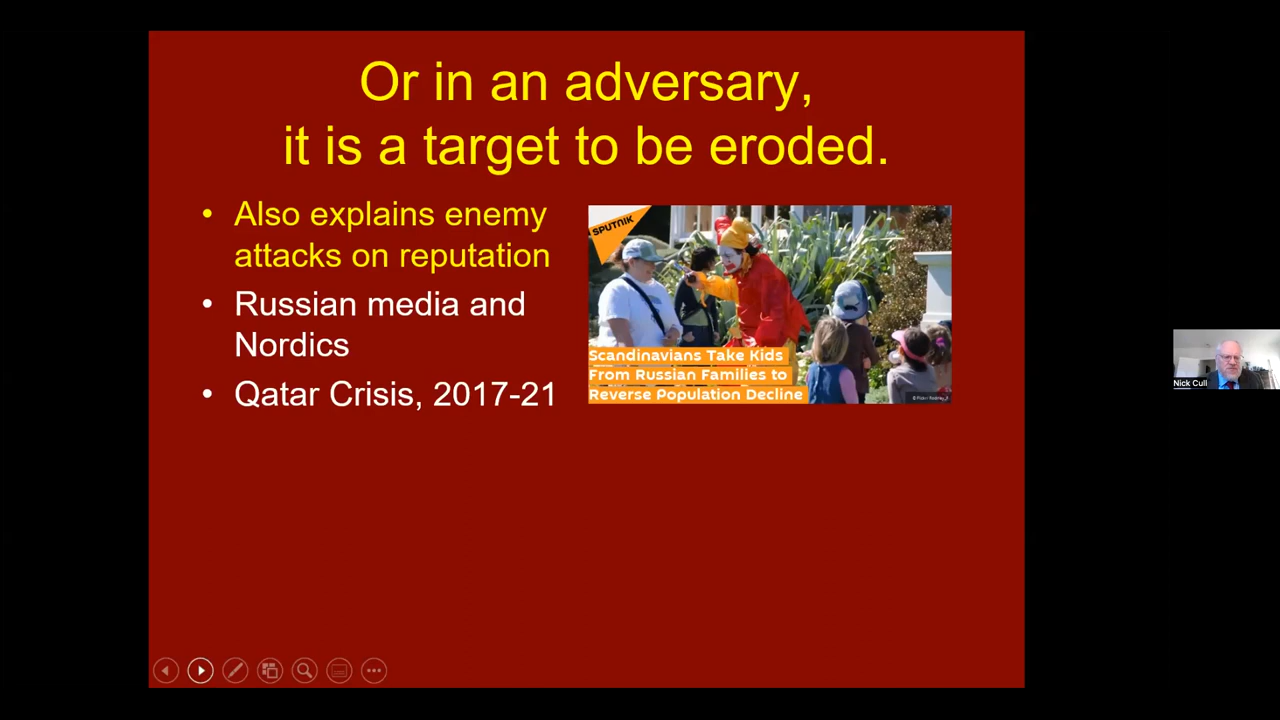 Or in an adversary,
it is a target to be eroded.
• Also explains enemy
attacks on reputation
• Russian media and
Nordics
• Qatar Crisis, 2017-21
SPUTNIK
Scandinavians Take Kids
From Russian Families to
Reverse Population Decline
Nick Cull